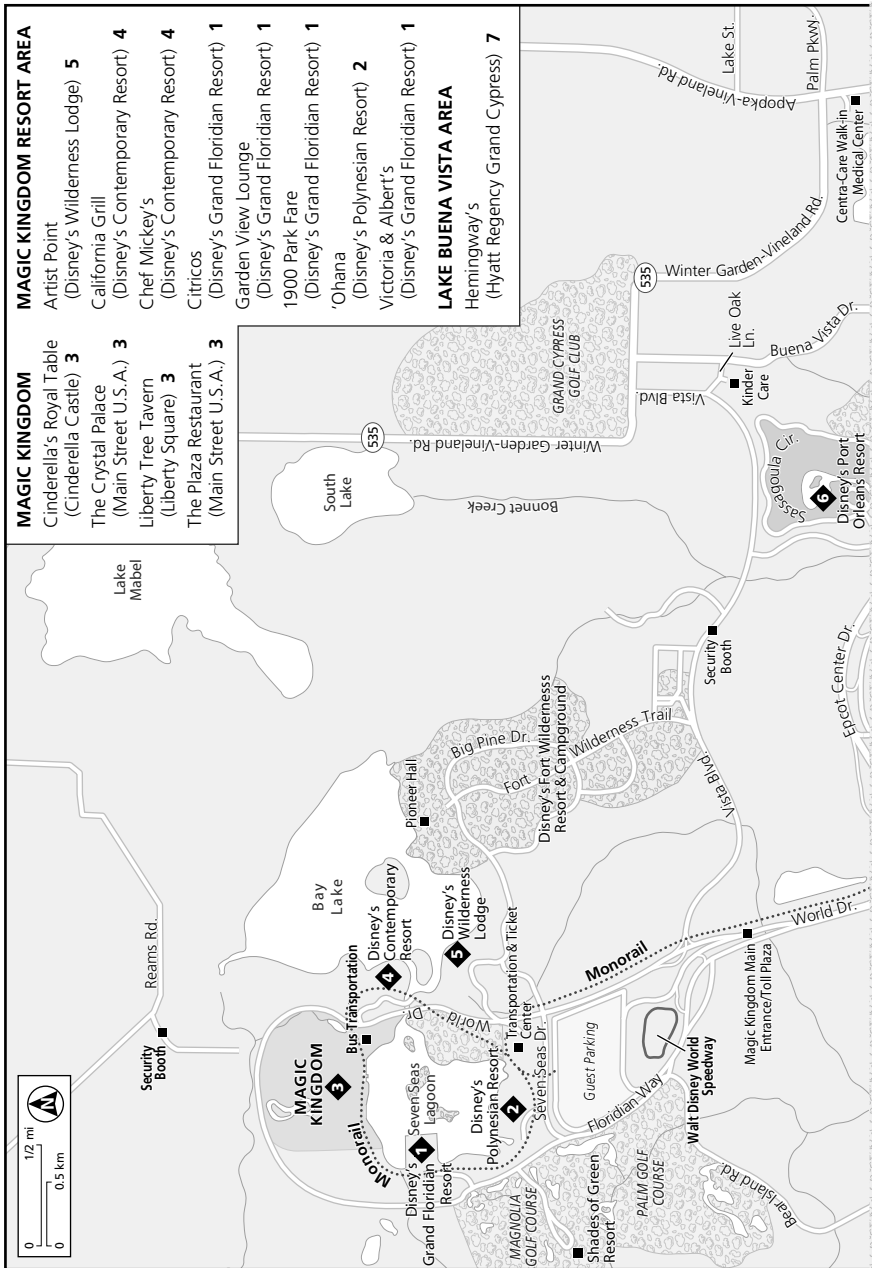 MAGIC KINGDOM
Cinderella's Royal Table
(Cinderella Castle) 3
The Crystal Palace
(Main Street U.S.A.) 3
Liberty Tree Tavern
(Liberty Square) 3
The Plaza Restaurant
(Main Street U.S.A.) 3
MAGIC KINGDOM RESORT AREA
Artist Point
(Disney's Wilderness Lodge) 5
California Grill
(Disney's Contemporary Resort) 4
Chef Mickey's
(Disney's Contemporary Resort) 4
Citricos
(Disney's Grand Floridian Resort) 1
Garden View Lounge
(Disney's Grand Floridian Resort) 1
1900 Park Fare
(Disney's Grand Floridian Resort) 1
'Ohana
(Disney's Polynesian Resort) 2
Victoria & Albert's
(Disney's Grand Floridian Resort) 1
LAKE BUENA VISTA AREA
Hemingway's
(Hyatt Regency Grand Cypress) 7
0 1/2 mi
0 0.5 km
N
Reams Rd.
Security
Booth
Lake
Mabel
South
Lake
535
Winter Garden-Vineland Rd.
GRAND CYPRESS
GOLF CLUB
Apopka-Vineland Rd.
Lake St.
Palm Pkwy.
Centra-Care Walk-in
Medical Center
535
Winter Garden-Vineland Rd.
Live Oak
Ln.
Buena Vista Dr.
Vista Blvd.
Kinder
Care
Sassagoula Cir.
6
Disney's Port
Orleans Resort
Bonnet Creek
Security
Booth
Epcot Center Dr.
Vista Blvd.
Bay
Lake
Pioneer Hall
Big Pine Dr.
Fort Wilderness Trail
Disney's Fort Wildernesss
Resort & Campground
MAGIC
KINGDOM
3
Bus Transportation
4
Disney's
Contemporary
Resort
5
Disney's
Wilderness
Lodge
World Dr.
Monorail
Seven Seas
Lagoon
1
Disney's
Grand Floridian
Resort
2
Disney's
Polynesian Resort
Transportation & Ticket
Center
Seven Seas Dr.
Monorail
Guest Parking
Floridian Way
Walt Disney World
Speedway
Magic Kingdom Main
Entrance/Toll Plaza
World Dr.
MAGNOLIA
GOLF COURSE
Shades of Green
Resort
PALM GOLF
COURSE
Bear Island Rd.